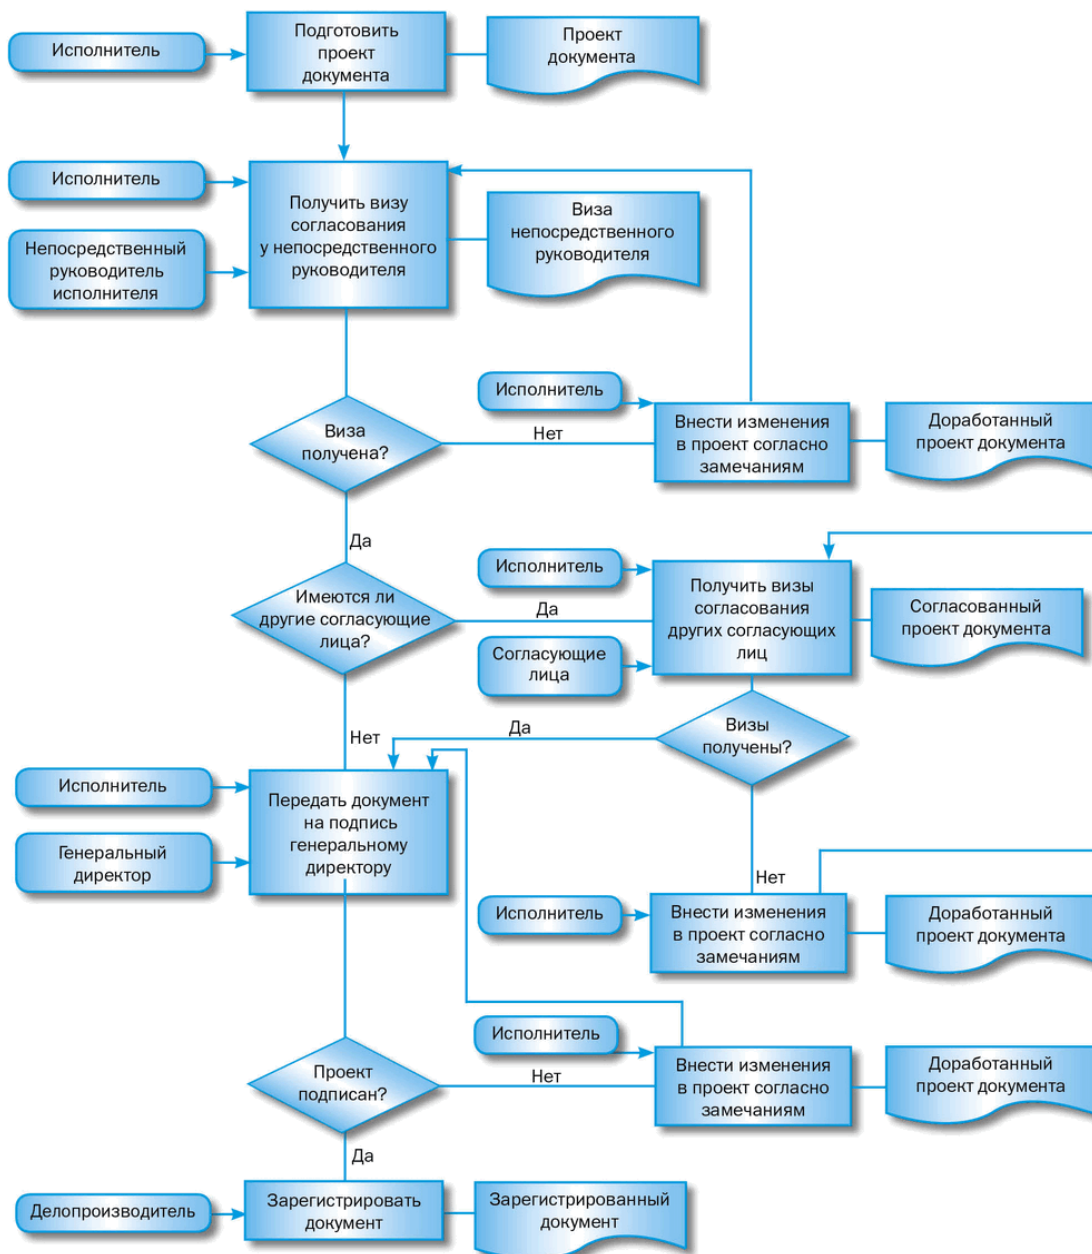 Исполнитель
Подготовить
проект
документа
Проект
документа
Исполнитель
Непосредственный
руководитель
исполнителя
Получить визу
согласования
у непосредственного
руководителя
Виза
непосредственного
руководителя
Виза
получена?
Нет
Исполнитель
Внести изменения
в проект согласно
замечаниям
Доработанный
проект документа
Да
Имеются ли
другие согласующие
лица?
Да
Исполнитель
Согласующие
лица
Получить визы
согласования
других согласующих
лиц
Согласованный
проект документа
Визы
получены?
Да
Нет
Нет
Исполнитель
Генеральный
директор
Передать документ
на подпись
генеральному
директору
Исполнитель
Внести изменения
в проект согласно
замечаниям
Доработанный
проект документа
Проект
подписан?
Нет
Исполнитель
Внести изменения
в проект согласно
замечаниям
Доработанный
проект документа
Да
Делопроизводитель
Зарегистрировать
документ
Зарегистрированный
документ